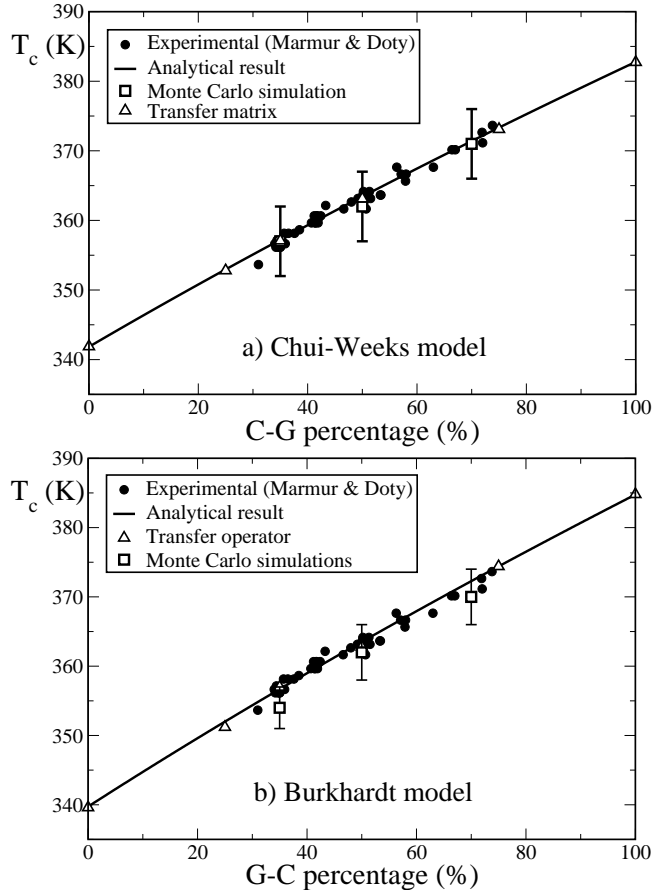 390
T_c (K)
Experimental (Marmur & Doty)
Analytical result
Monte Carlo simulation
Transfer matrix
380
370
360
350
340
a) Chui-Weeks model
0 20 40 60 80 100
C-G percentage (%)
390
T_c (K)
Experimental (Marmur & Doty)
Analytical result
Transfer operator
Monte Carlo simulations
380
370
360
350
340
b) Burkhardt model
0 20 40 60 80 100
G-C percentage (%)